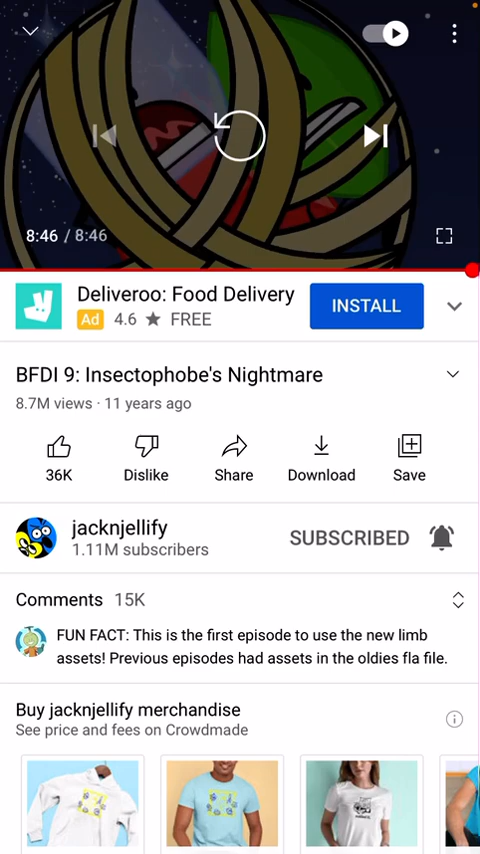 8:46 / 8:46
Deliveroo: Food Delivery
Ad 4.6 ★ FREE
INSTALL
BFDI 9: Insectophobe's Nightmare
8.7M views · 11 years ago
36K
Dislike
Share
Download
Save
jacknjellify
1.11M subscribers
SUBSCRIBED
Comments 15K
FUN FACT: This is the first episode to use the new limb
assets! Previous episodes had assets in the oldies fla file.
Buy jacknjellify merchandise
See price and fees on Crowdmade